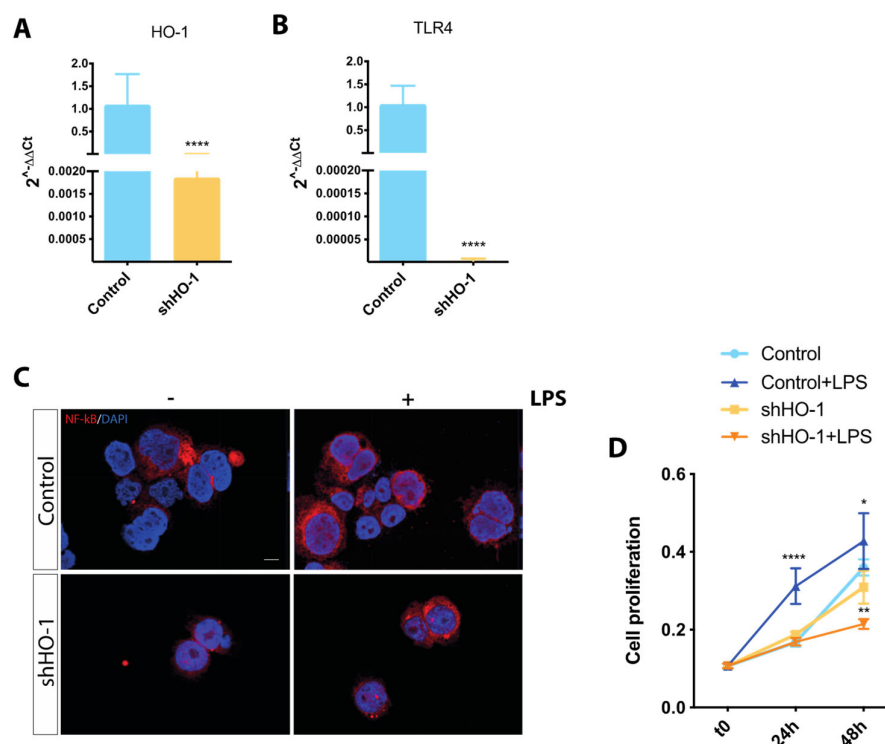 A
HO-1
2^-ΔΔCt
2.0
1.5
1.0
0.5
0.0020
0.0015
0.0010
0.0005
****
Control
shHO-1
B
TLR4
2^-ΔΔCt
2.0
1.5
1.0
0.5
0.00020
0.00015
0.00010
0.00005
****
Control
shHO-1
C
- + LPS
NF-kB/DAPI
Control
shHO-1
Control
Control+LPS
shHO-1
shHO-1+LPS
D
Cell proliferation
0.6
0.4
0.2
0.0
****
*
**
t0
24h
48h